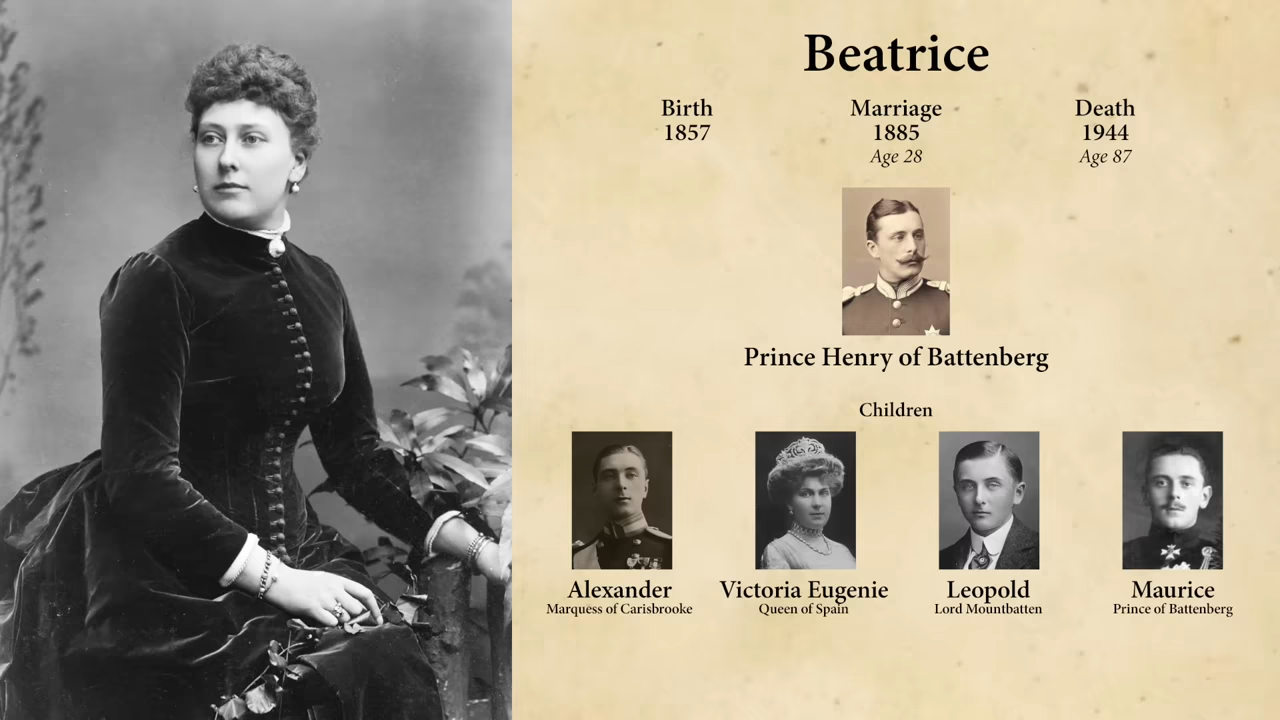 Beatrice
Birth
1857
Marriage
1885
Age 28
Death
1944
Age 87
Prince Henry of Battenberg
Children
Alexander
Marquess of Carisbrooke
Victoria Eugenie
Queen of Spain
Leopold
Lord Mountbatten
Maurice
Prince of Battenberg